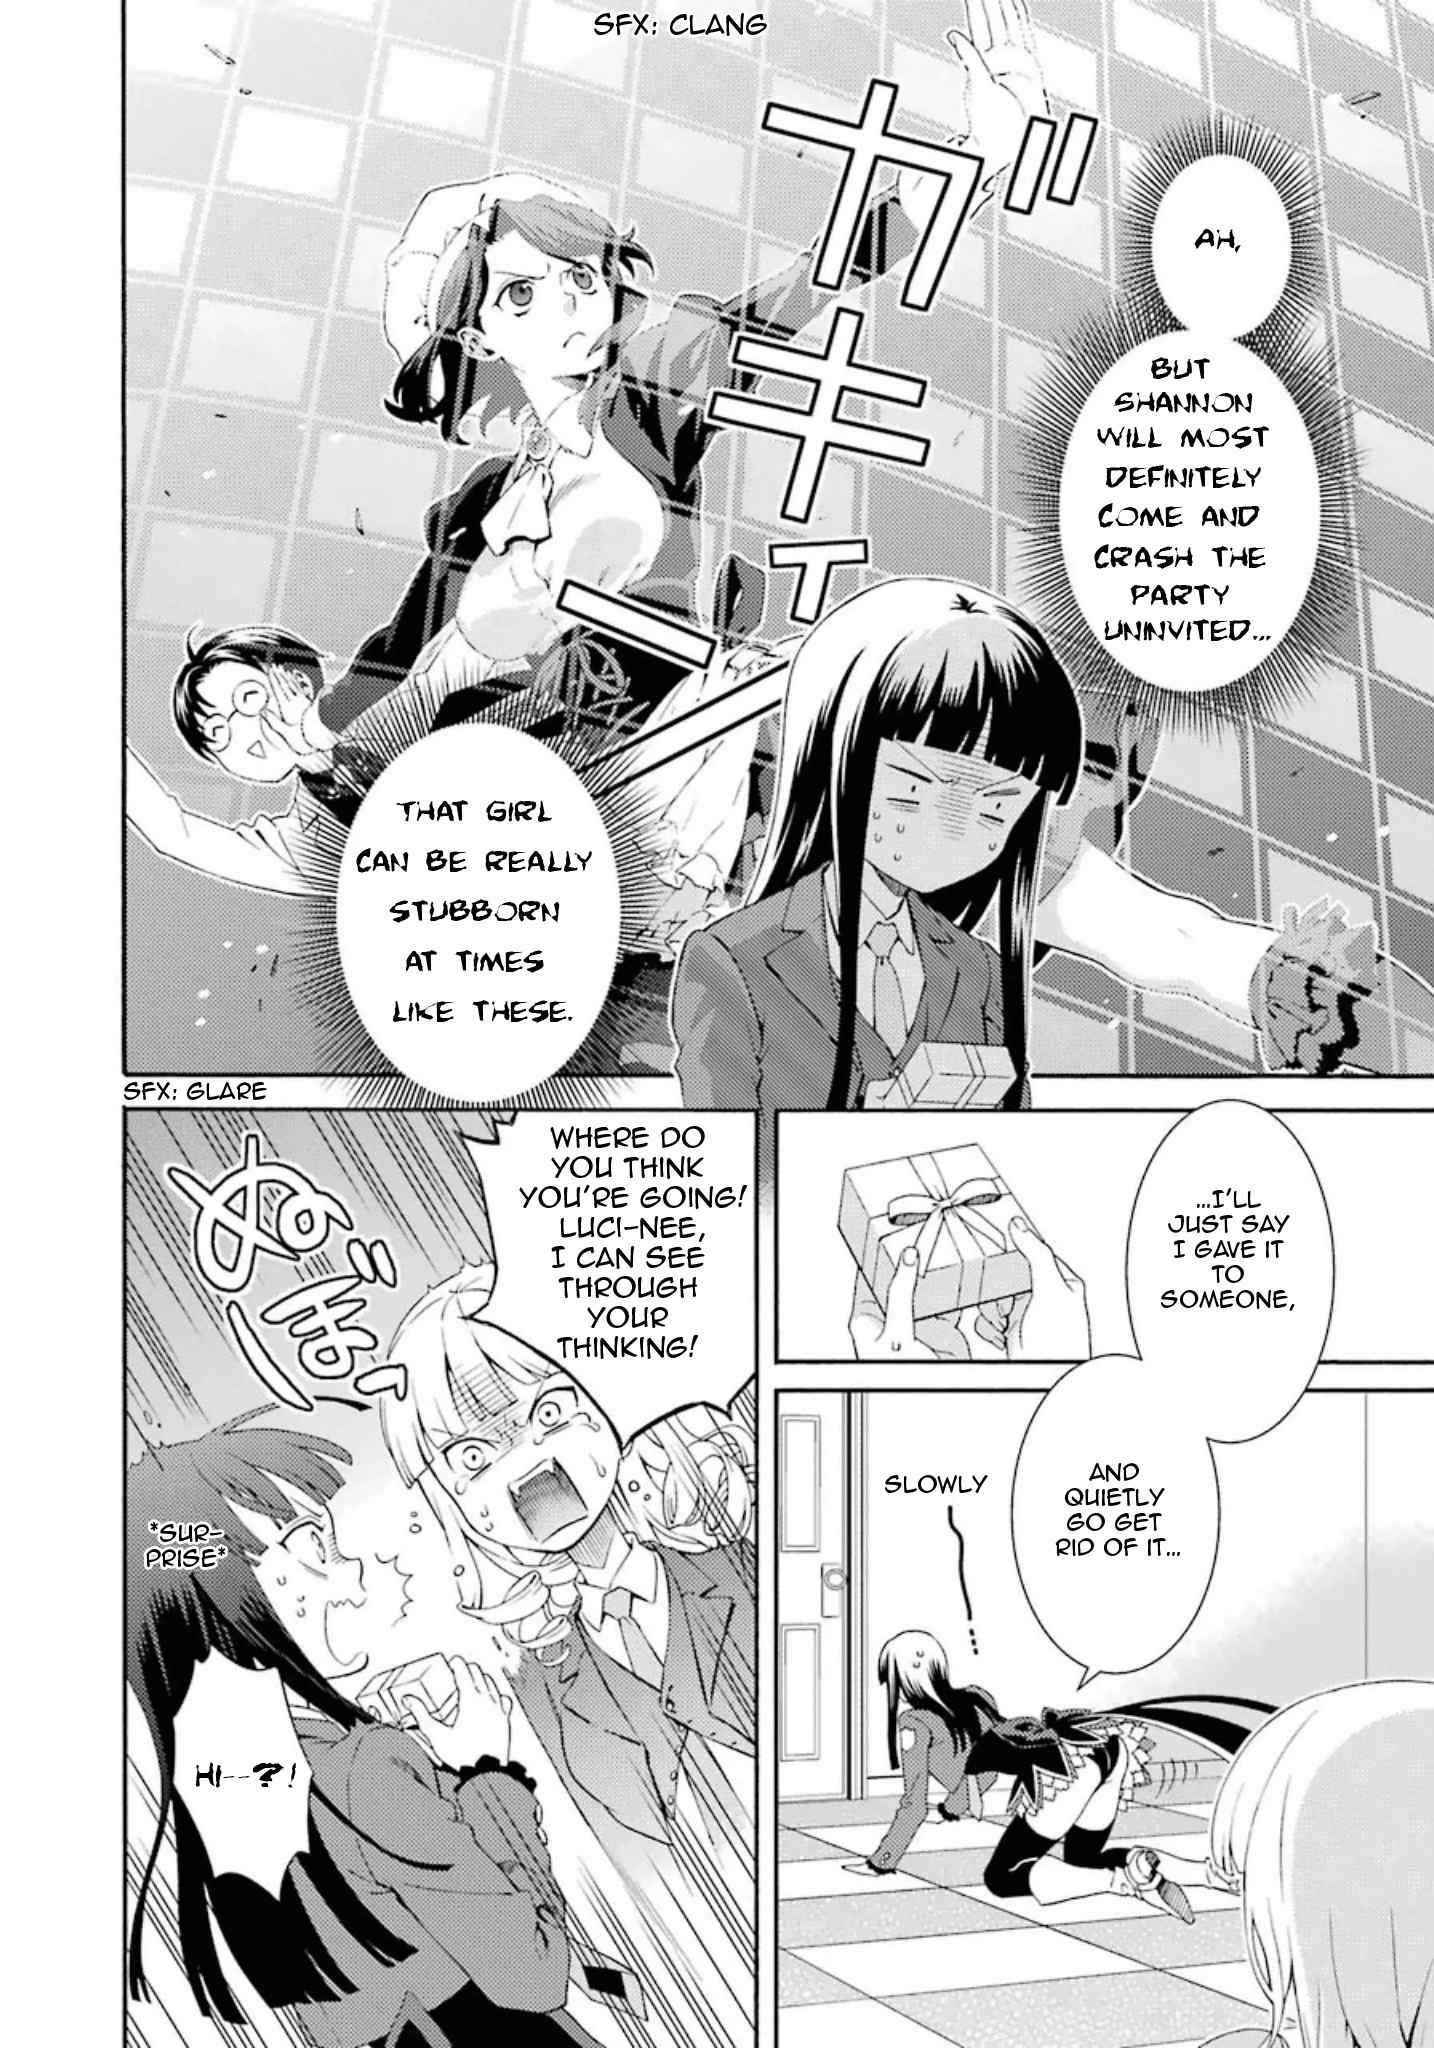 SFX: CLANG
ガキィーン
AH,
BUT
SHANNON
WILL MOST
DEFINITELY
COME AND
CRASH THE
PARTY
UNINVITED...
THAT GIRL
CAN BE REALLY
STUBBORN
AT TIMES
LIKE THESE.
...I'LL
JUST SAY
I GAVE IT
TO
SOMEONE,
AND
QUIETLY
GO GET
RID OF IT...
SLOWLY
SFX: GLARE
WHERE DO
YOU THINK
YOU'RE GOING!
LUCI-NEE,
I CAN SEE
THROUGH
YOUR
THINKING!
ぬぼーっ
*SUR-
PRISE*
HI--?!